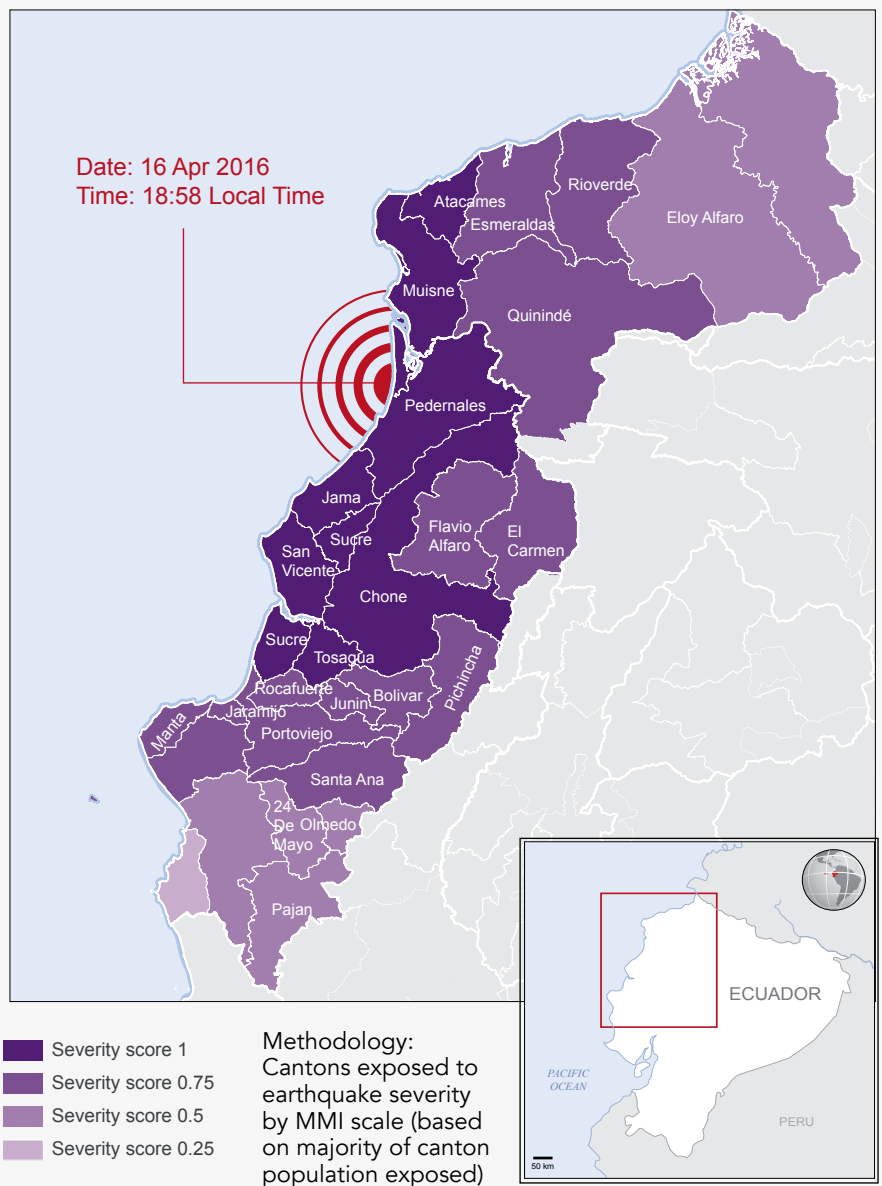 Date: 16 Apr 2016
Time: 18:58 Local Time
Atacames
Rioverde
Esmeraldas
Eloy Alfaro
Muisne
Quinindé
Pedernales
Jama
Sucre
Flavio
Alfaro
El
Carmen
San
Vicente
Chone
Sucre
Tosagua
Pichincha
Rocafuerte
Bolivar
Junin
Jaramijo
Manta
Portoviejo
Santa Ana
24
De
Mayo
Olmedo
Pajan
ECUADOR
PACIFIC
OCEAN
PERU
50 km
Severity score 1
Severity score 0.75
Severity score 0.5
Severity score 0.25
Methodology:
Cantons exposed to
earthquake severity
by MMI scale (based
on majority of canton
population exposed)